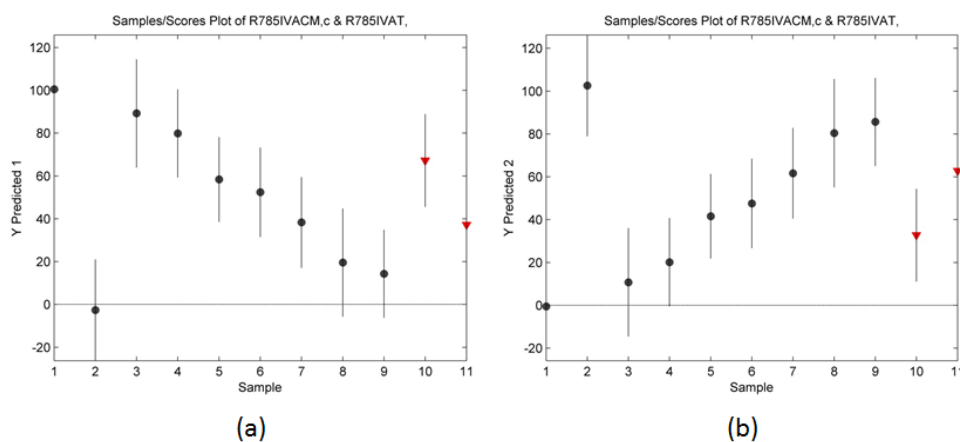 Samples/Scores Plot of R785IVACM,c & R785IVAT,
120
100
80
60
40
20
0
-20
Y Predicted 1
1 2 3 4 5 6 7 8 9 10 11
Sample
(a)
Samples/Scores Plot of R785IVACM,c & R785IVAT,
120
100
80
60
40
20
0
-20
Y Predicted 2
1 2 3 4 5 6 7 8 9 10 11
Sample
(b)